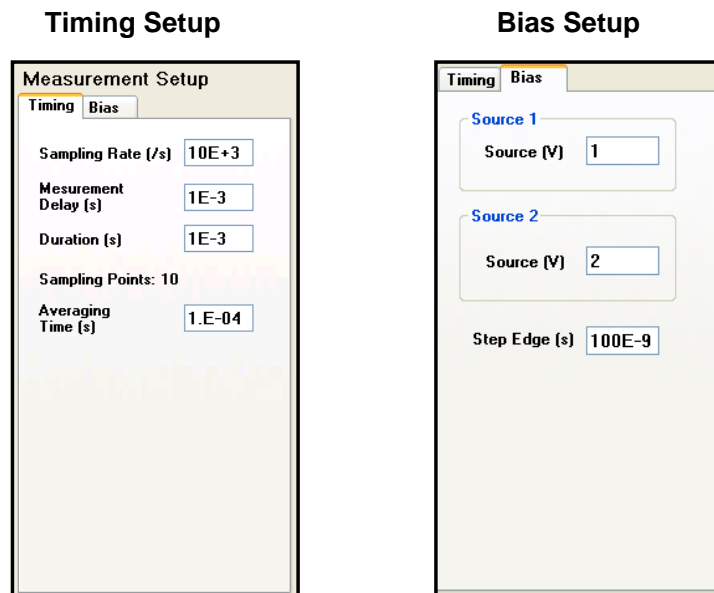 Timing Setup
Bias Setup
Measurement Setup
Timing Bias
Sampling Rate (/s) 10E+3
Mesurement
Delay (s) 1E-3
Duration (s) 1E-3
Sampling Points: 10
Averaging
Time (s) 1.E-04
Timing Bias
Source 1
Source (V) 1
Source 2
Source (V) 2
Step Edge (s) 100E-9